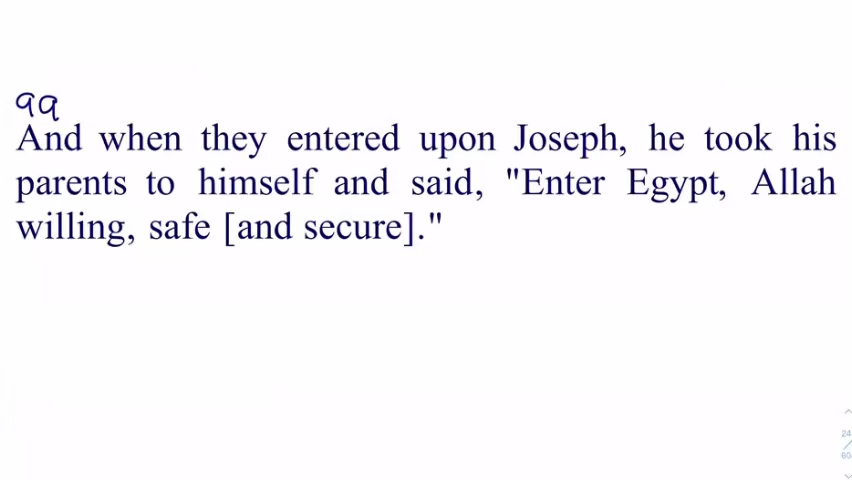 99
And when they entered upon Joseph, he took his
parents to himself and said, "Enter Egypt, Allah
willing, safe [and secure]."
24
60